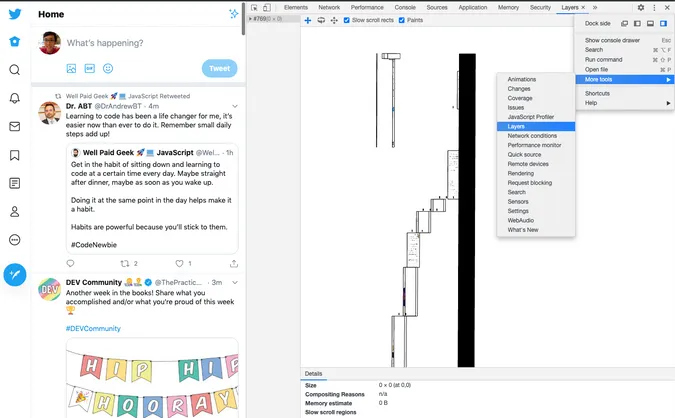 Home
What's happening?
GIF
Tweet
Well Paid Geek 🚀 💻 JavaScript Retweeted
Dr. ABT @DrAndrewBT · 4m
Learning to code has been a life changer for me, it's
easier now than ever to do it. Remember small daily
steps add up!
Well Paid Geek 🚀 💻 JavaScript @Wel... · 1h
Get in the habit of sitting down and learning to
code at a certain time every day. Maybe straight
after dinner, maybe as soon as you wake up.
Doing it at the same point in the day helps make it
a habit.
Habits are powerful because you'll stick to them.
#CodeNewbie
2
1
DEV Community @ThePractic... · 3m
Another week in the books! Share what you
accomplished and/or what you're proud of this week
🏆
#DEVCommunity
DEV
HIP HIP
HOORAY
Elements Network Performance Console Sources Application Memory Security Layers × »
#769(0 × 0)
Slow scroll rects Paints
Dock side
Show console drawer Esc
Search ⌥ ⌘ F
Run command ⌘ ⇧ P
Open file ⌘ P
More tools
Shortcuts
Help
Animations
Changes
Coverage
Issues
JavaScript Profiler
Layers
Network conditions
Performance monitor
Quick source
Remote devices
Rendering
Request blocking
Search
Sensors
Settings
WebAudio
What's New
Details
Size 0 × 0 (at 0,0)
Compositing Reasons n/a
Memory estimate 0 B
Slow scroll regions